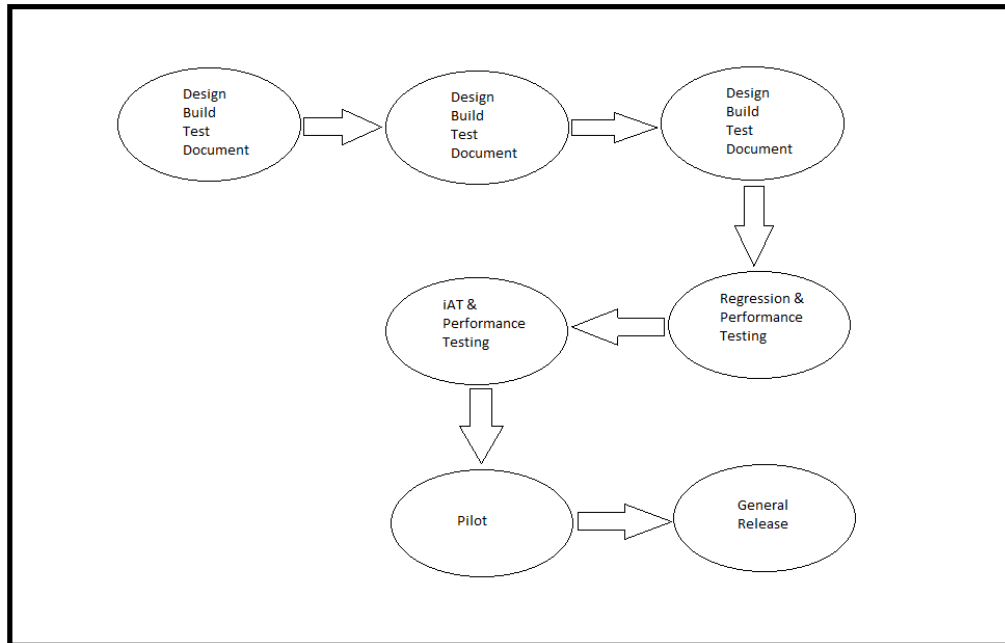 Design
Build
Test
Document
Design
Build
Test
Document
Design
Build
Test
Document
Regression &
Performance
Testing
iAT &
Performance
Testing
Pilot
General
Release